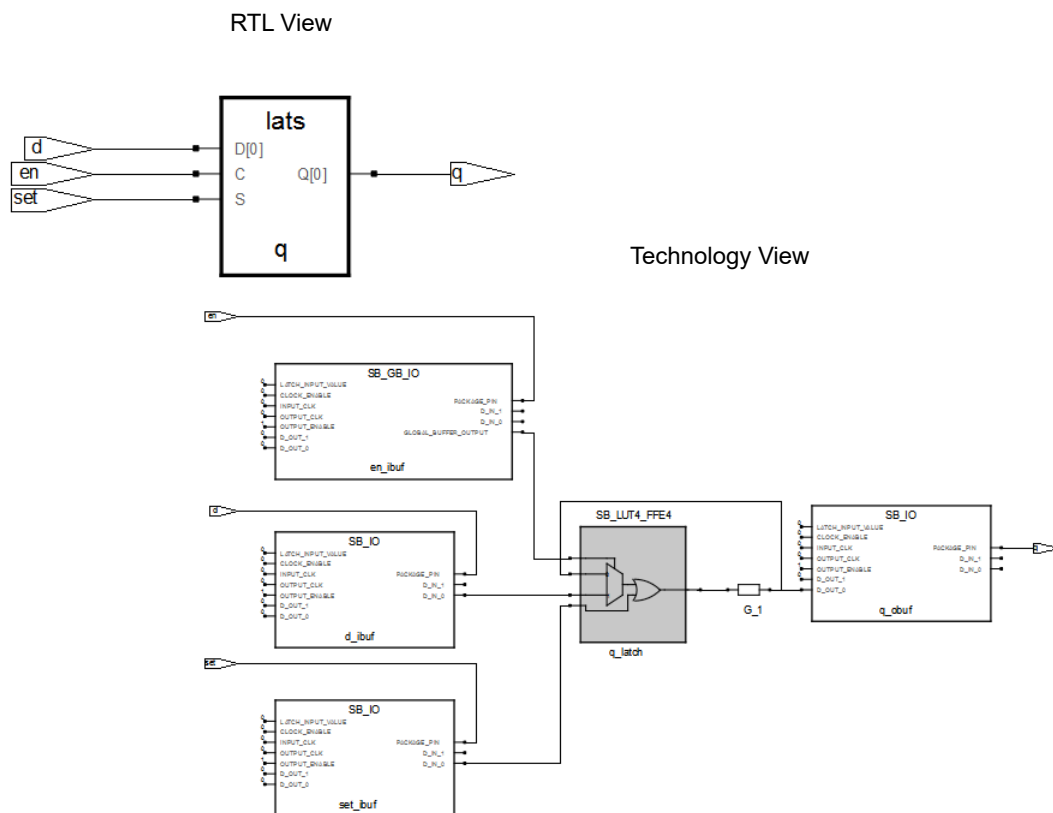 RTL View
lats
d
D[0]
en
C
Q[0]
q
set
S
q
Technology View
en
SB_GB_IO
LATCH_INPUT_VALUE
CLOCK_ENABLE
PACKAGE_PIN
INPUT_CLK
D_IN_1
OUTPUT_CLK
D_IN_0
OUTPUT_ENABLE
GLOBAL_BUFFER_OUTPUT
D_OUT_1
D_OUT_0
en_ibuf
d
SB_IO
LATCH_INPUT_VALUE
CLOCK_ENABLE
PACKAGE_PIN
INPUT_CLK
D_IN_1
OUTPUT_CLK
D_IN_0
OUTPUT_ENABLE
D_OUT_1
D_OUT_0
d_ibuf
SB_LUT4_FFE4
q_latch
G_1
SB_IO
LATCH_INPUT_VALUE
CLOCK_ENABLE
PACKAGE_PIN
INPUT_CLK
D_IN_1
OUTPUT_CLK
D_IN_0
OUTPUT_ENABLE
D_OUT_1
D_OUT_0
q_obuf
set
SB_IO
LATCH_INPUT_VALUE
CLOCK_ENABLE
PACKAGE_PIN
INPUT_CLK
D_IN_1
OUTPUT_CLK
D_IN_0
OUTPUT_ENABLE
D_OUT_1
D_OUT_0
set_ibuf